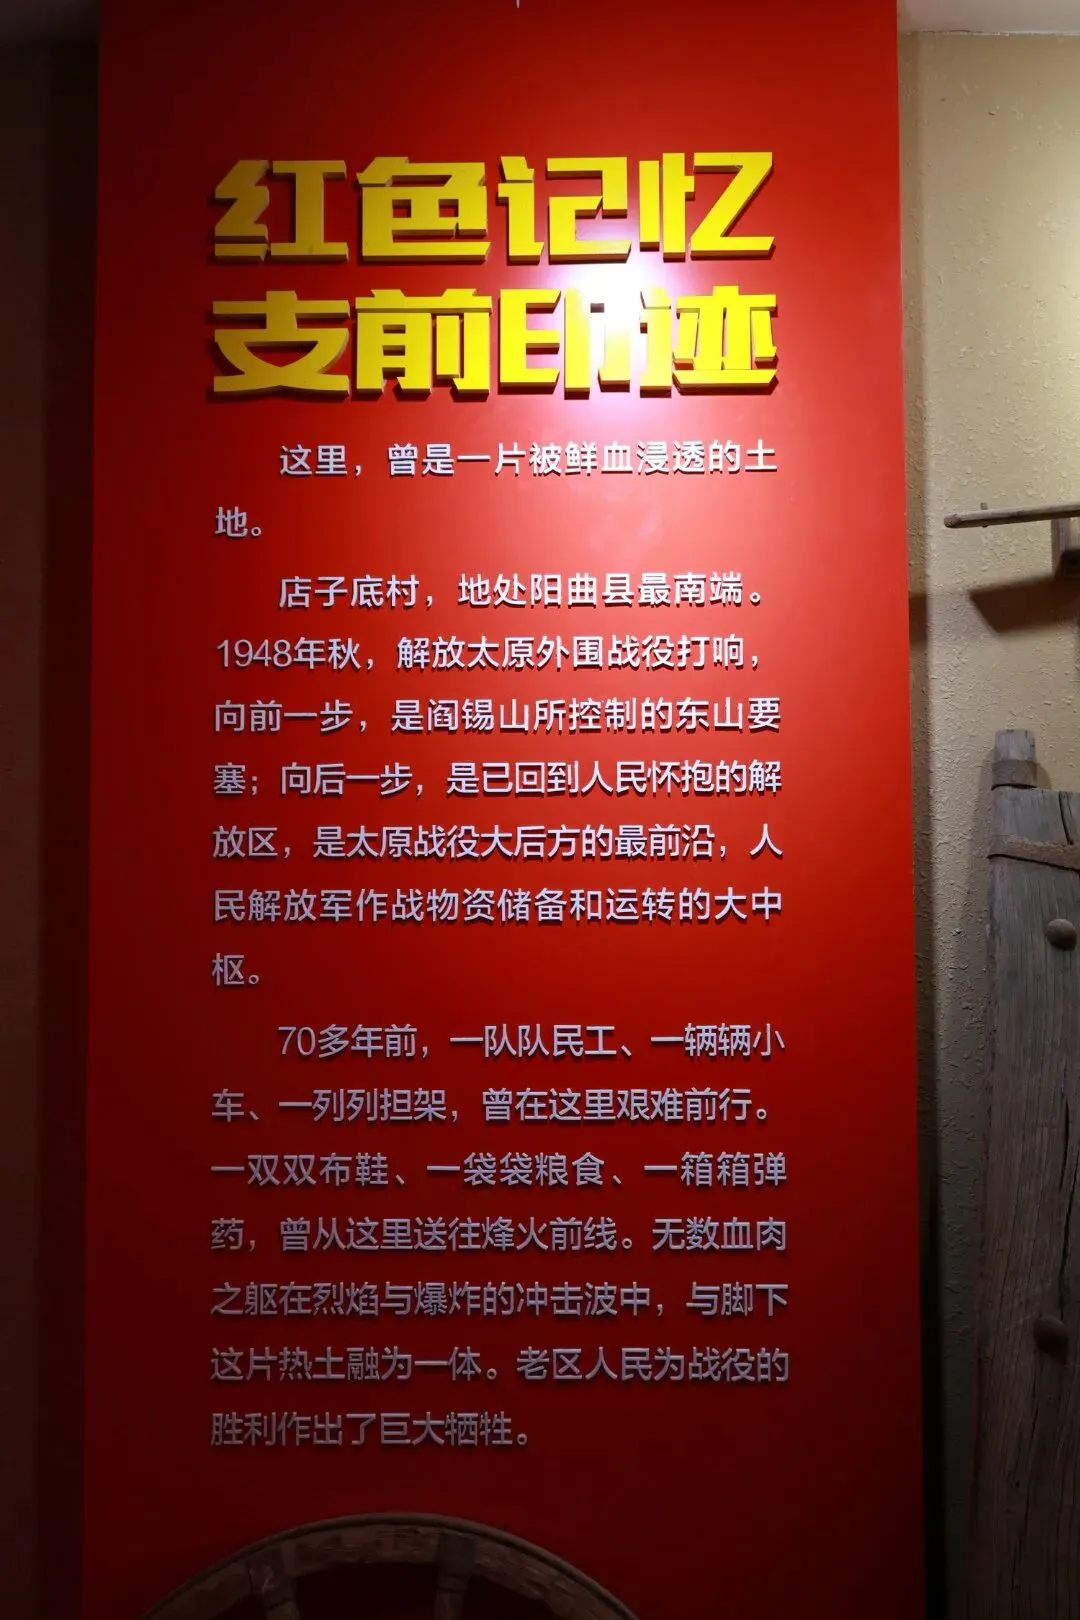 红色记忆
支前印迹
这里，曾是一片被鲜血浸透的土
地。
店子底村，地处阳曲县最南端。
1948年秋，解放太原外围战役打响，
向前一步，是阎锡山所控制的东山要
塞；向后一步，是已回到人民怀抱的解
放区，是太原战役大后方的最前沿，人
民解放军作战物资储备和运转的大中
枢。
70多年前，一队队民工、一辆辆小
车、一列列担架，曾在这里艰难前行。
一双双布鞋、一袋袋粮食、一箱箱弹
药，曾从这里送往烽火前线。无数血肉
之躯在烈焰与爆炸的冲击波中，与脚下
这片热土融为一体。老区人民为战役的
胜利作出了巨大牺牲。